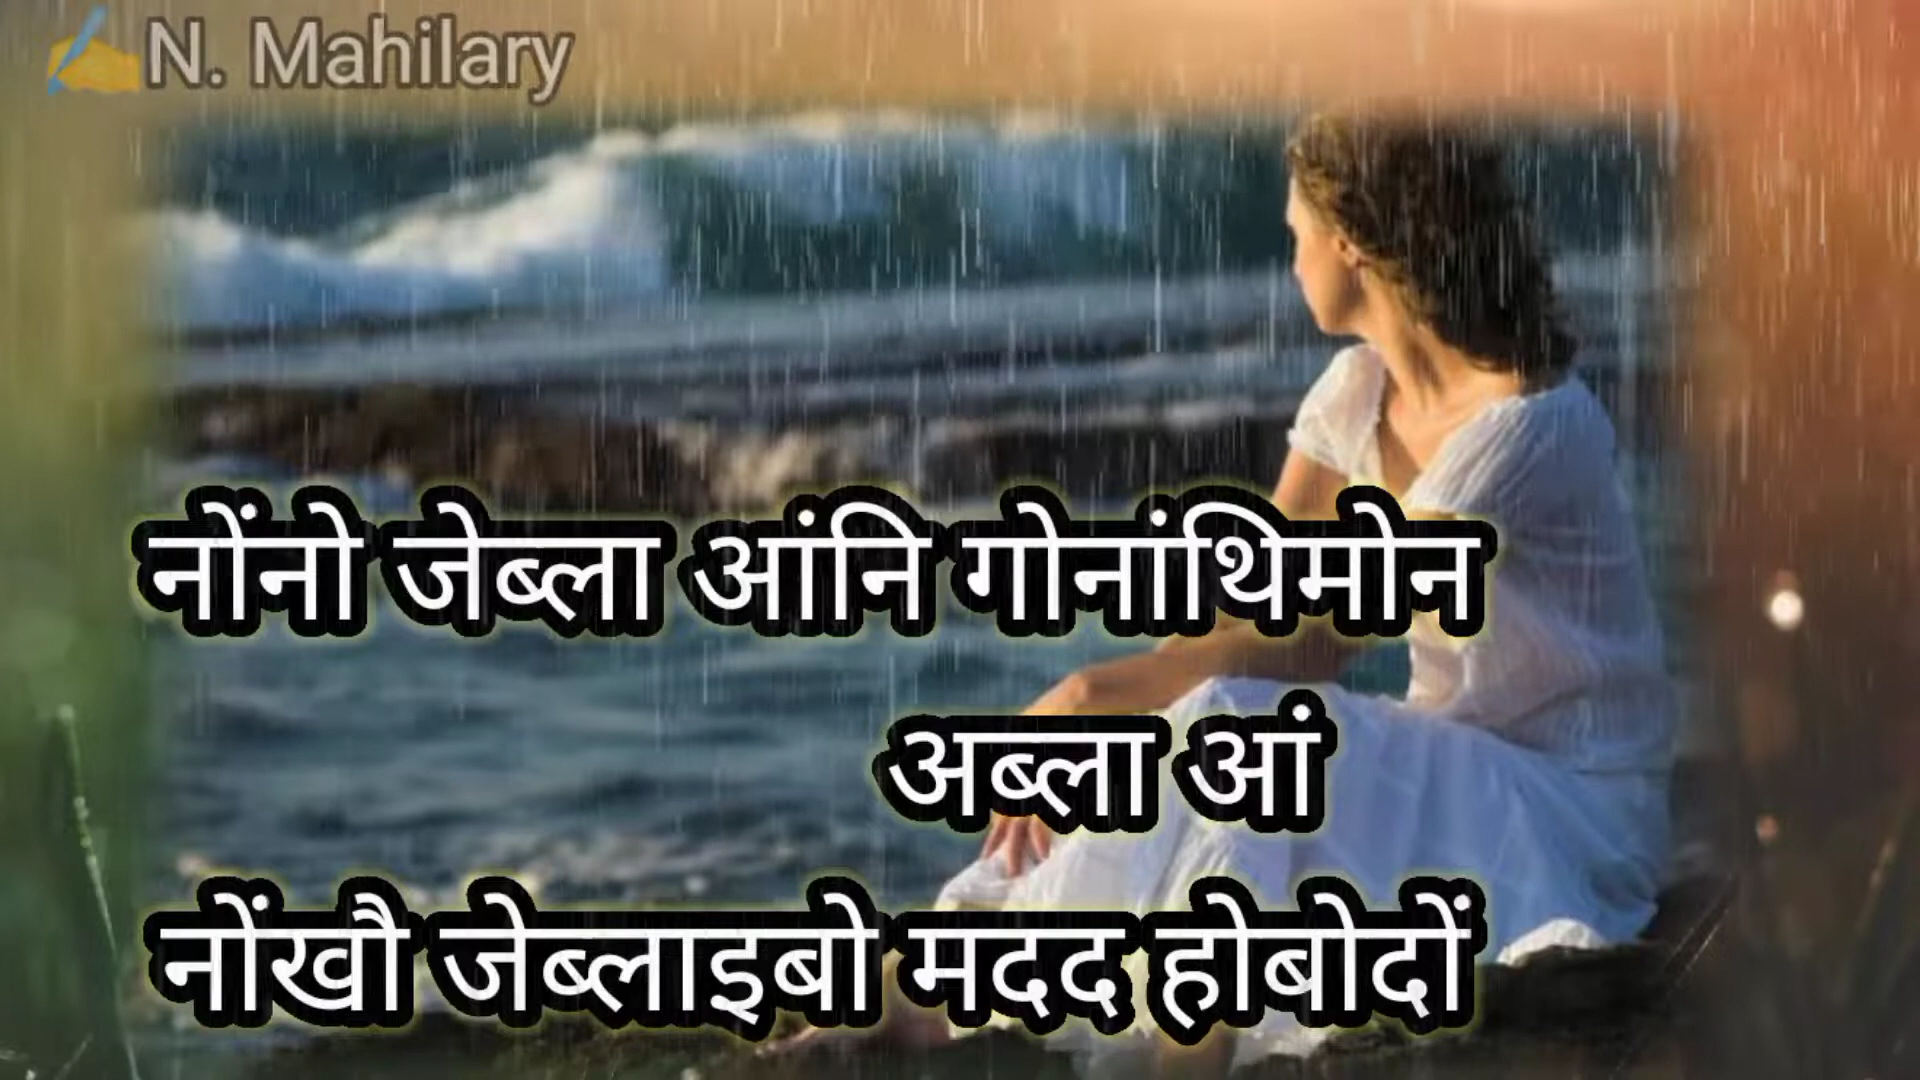 N. Mahilary
नोंनो जेब्ला आंनि गोनांथिमोन
अब्ला आं
नोंखौ जेब्लाइबो मदद होबोदों